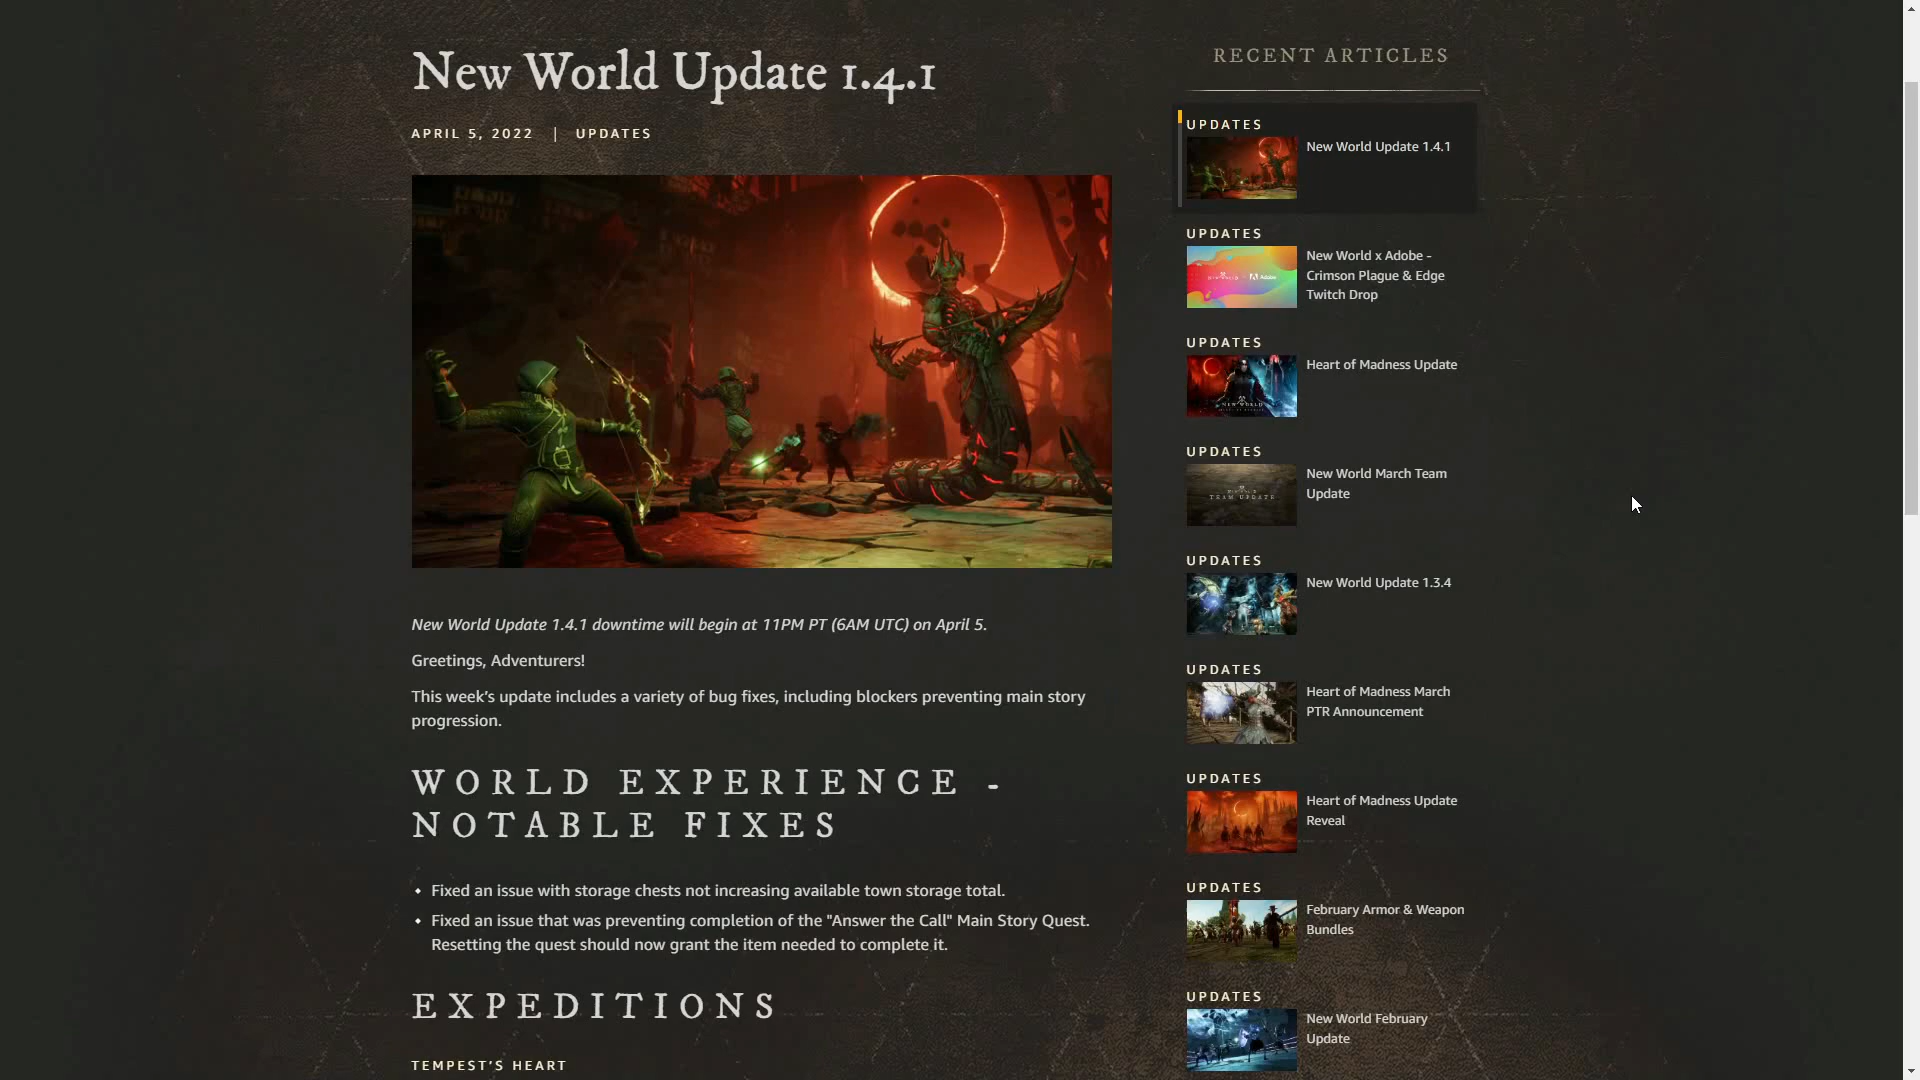 New World Update 1.4.1
APRIL 5, 2022 | UPDATES
New World Update 1.4.1 downtime will begin at 11PM PT (6AM UTC) on April 5.
Greetings, Adventurers!
This week’s update includes a variety of bug fixes, including blockers preventing main story
progression.
WORLD EXPERIENCE -
NOTABLE FIXES
Fixed an issue with storage chests not increasing available town storage total.
Fixed an issue that was preventing completion of the "Answer the Call" Main Story Quest.
Resetting the quest should now grant the item needed to complete it.
EXPEDITIONS
TEMPEST’S HEART
RECENT ARTICLES
UPDATES
New World Update 1.4.1
UPDATES
Adobe
New World x Adobe -
Crimson Plague & Edge
Twitch Drop
UPDATES
NEW WORLD
Heart of Madness Update
UPDATES
TEAM UPDATE
New World March Team
Update
UPDATES
New World Update 1.3.4
UPDATES
Heart of Madness March
PTR Announcement
UPDATES
Heart of Madness Update
Reveal
UPDATES
February Armor & Weapon
Bundles
UPDATES
New World February
Update